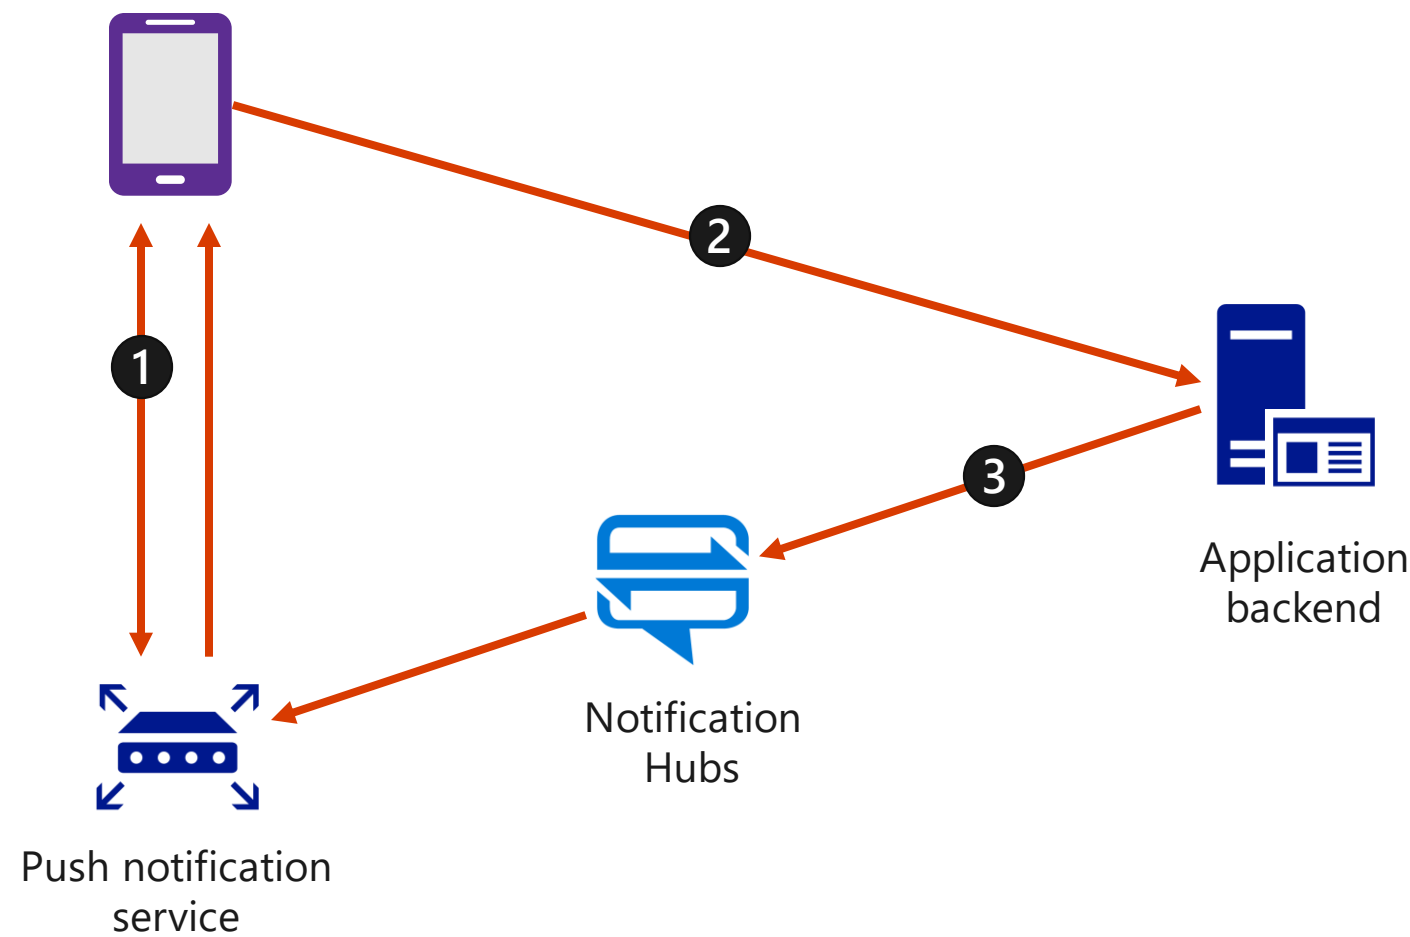 2
1
3
Application
backend
Notification
Hubs
Push notification
service